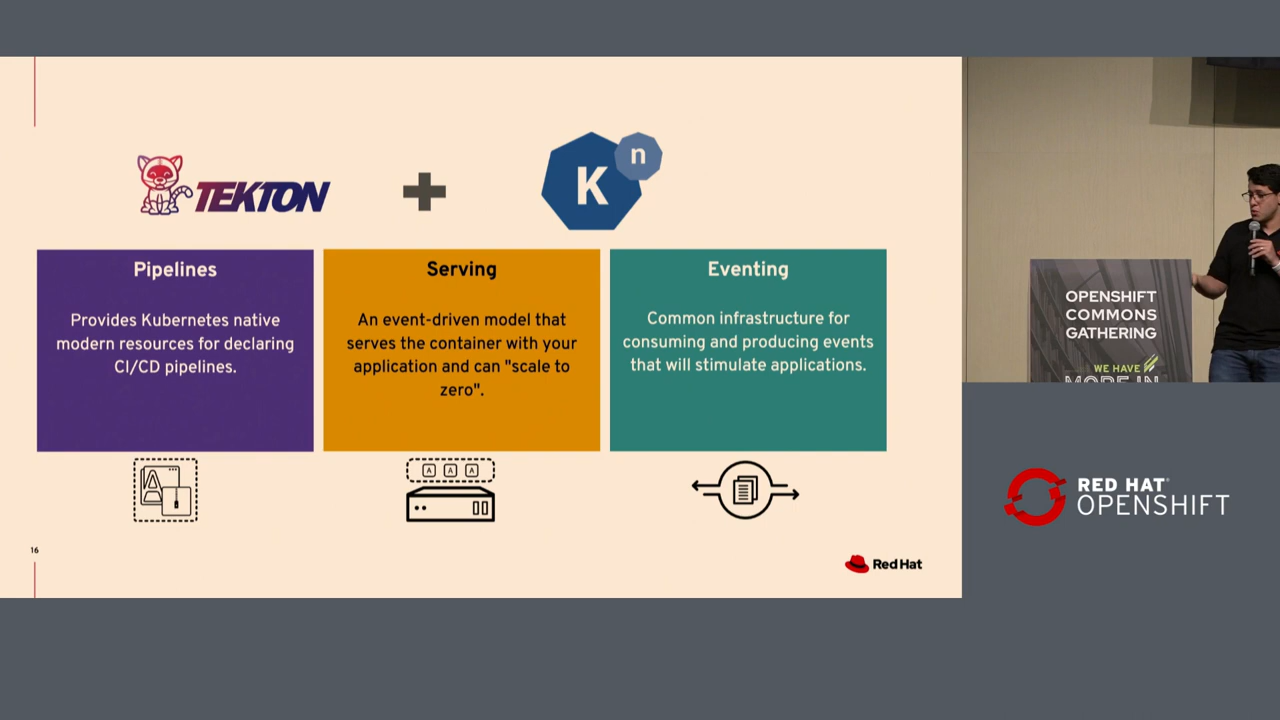 TEKTON
K
n
Pipelines
Provides Kubernetes native
modern resources for declaring
CI/CD pipelines.
Serving
An event-driven model that
serves the container with your
application and can "scale to
zero".
Eventing
Common infrastructure for
consuming and producing events
that will stimulate applications.
A A A
16
Red Hat
OPENSHIFT
COMMONS
GATHERING
WE HAVE
MORE IN
RED HAT®
OPENSHIFT